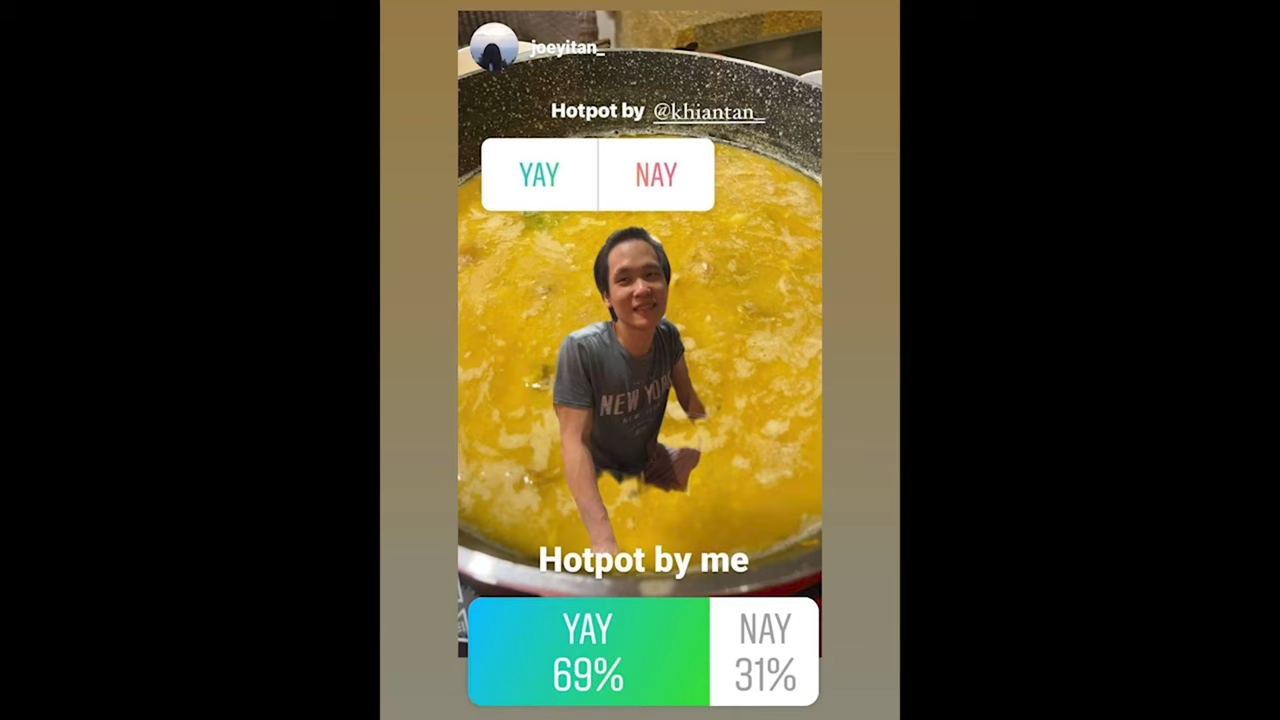 joeyitan_
Hotpot by @khiantan_
YAY NAY
NEW YORK
Hotpot by me
YAY NAY
69% 31%